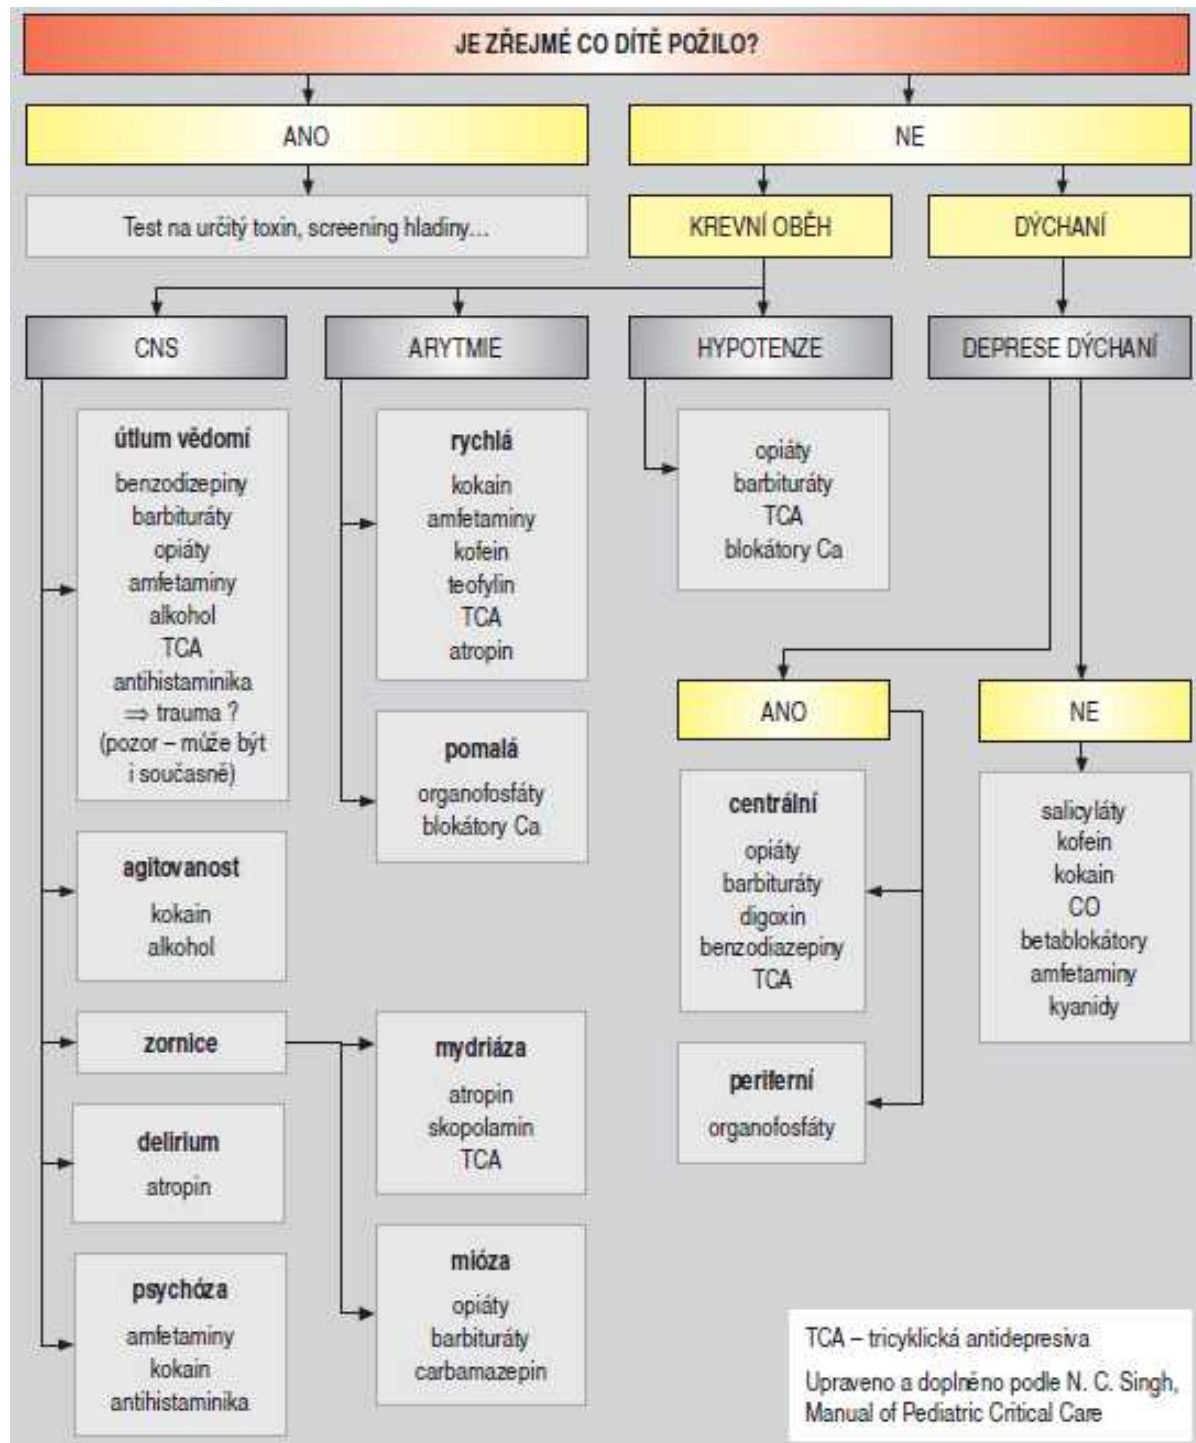 JE ZŘEJMÉ CO DÍTĚ POŽILO?
ANO
NE
Test na určitý toxin, screening hladiny...
KREVNÍ OBĚH
DÝCHANÍ
CNS
ARYTMIE
HYPOTENZE
DEPRESE DÝCHANÍ
útlum vědomí
benzodizepiny
barbituráty
opiáty
amfetaminy
alkohol
TCA
antihistaminika
⇒ trauma ?
(pozor – může být
i současně)
agitovanost
kokain
alkohol
zornice
delirium
atropin
psychóza
amfetaminy
kokain
antihistaminika
rychlá
kokain
amfetaminy
kofein
teofylin
TCA
atropin
pomalá
organofosfáty
blokátory Ca
mydriáza
atropin
skopolamin
TCA
mióza
opiáty
barbituráty
carbamazepin
opiáty
barbituráty
TCA
blokátory Ca
ANO
centrální
opiáty
barbituráty
digoxin
benzodiazepiny
TCA
periferní
organofosfáty
NE
salicyláty
kofein
kokain
CO
betablokátory
amfetaminy
kyanidy
TCA – tricyklická antidepresiva
Upraveno a doplněno podle N. C. Singh,
Manual of Pediatric Critical Care